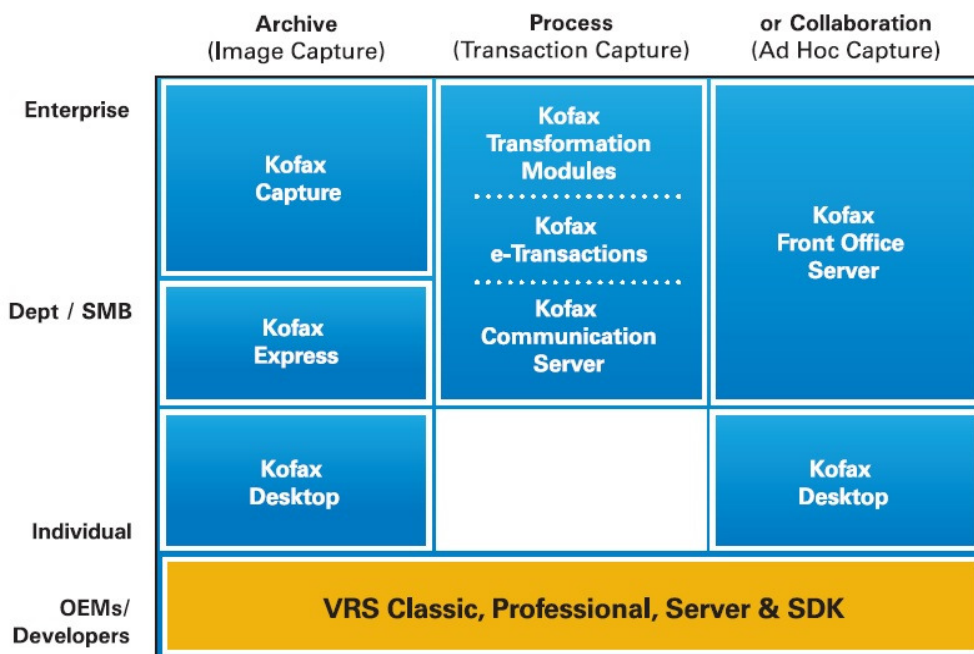 Archive
(Image Capture)
Process
(Transaction Capture)
or Collaboration
(Ad Hoc Capture)
Enterprise
Kofax
Capture
Kofax
Transformation
Modules
Kofax
e-Transactions
Kofax
Front Office
Server
Dept / SMB
Kofax
Express
Kofax
Communication
Server
Kofax
Desktop
Kofax
Desktop
Individual
OEMs/
Developers
VRS Classic, Professional, Server & SDK